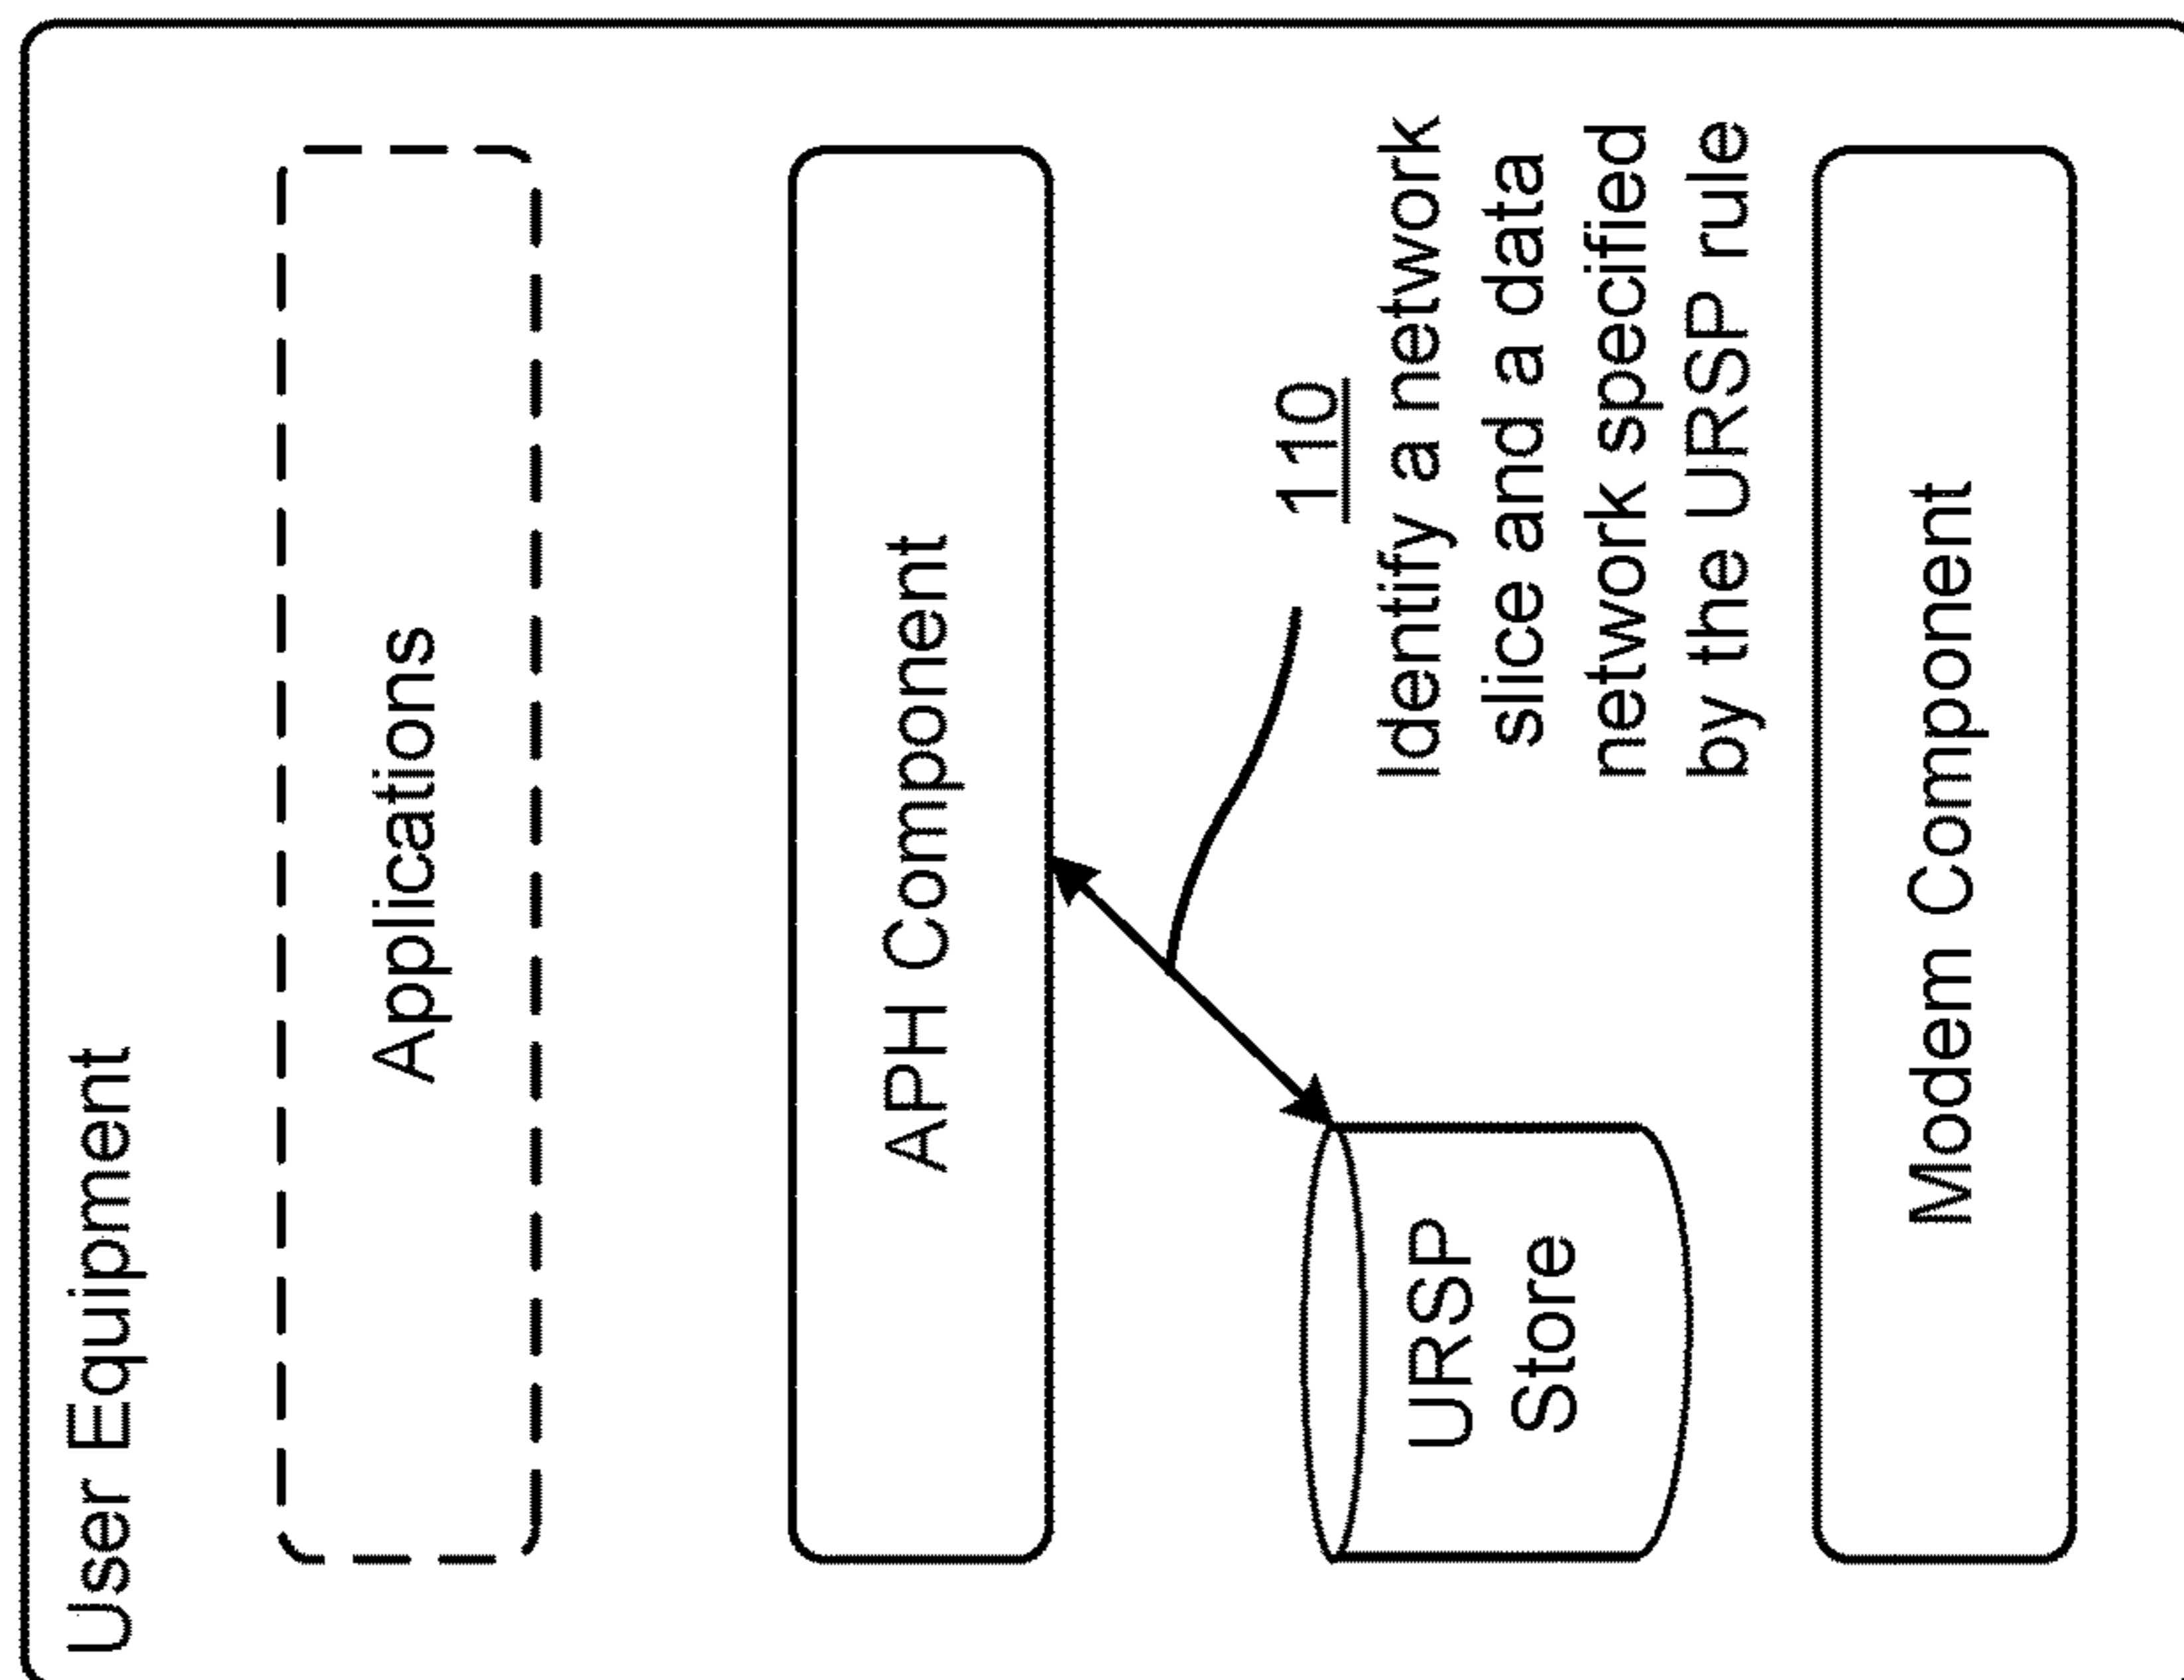 User Equipment
Applications
APH Component
110
Identify a network
slice and a data
network specified
by the URSP rule
URSP
Store
Modem Component